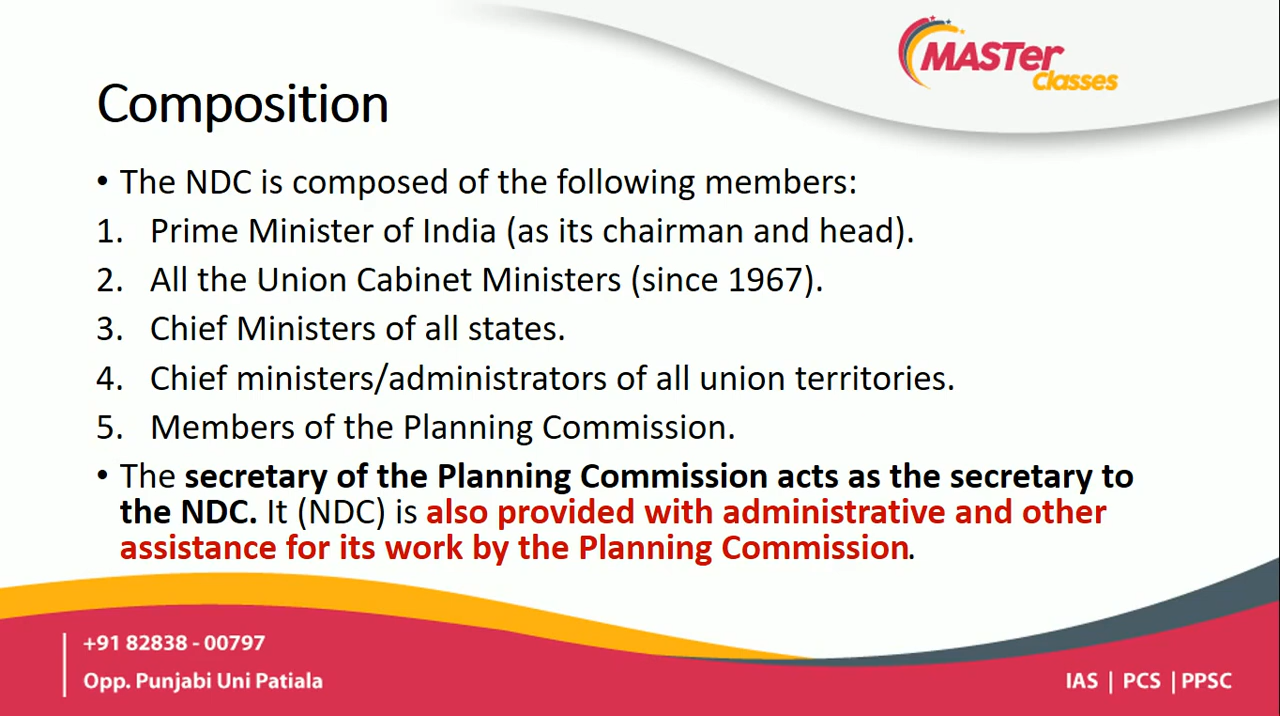 MASTer
Classes
Composition
• The NDC is composed of the following members:
1. Prime Minister of India (as its chairman and head).
2. All the Union Cabinet Ministers (since 1967).
3. Chief Ministers of all states.
4. Chief ministers/administrators of all union territories.
5. Members of the Planning Commission.
• The secretary of the Planning Commission acts as the secretary to
the NDC. It (NDC) is also provided with administrative and other
assistance for its work by the Planning Commission.
+91 82838 - 00797
Opp. Punjabi Uni Patiala
IAS | PCS | PPSC